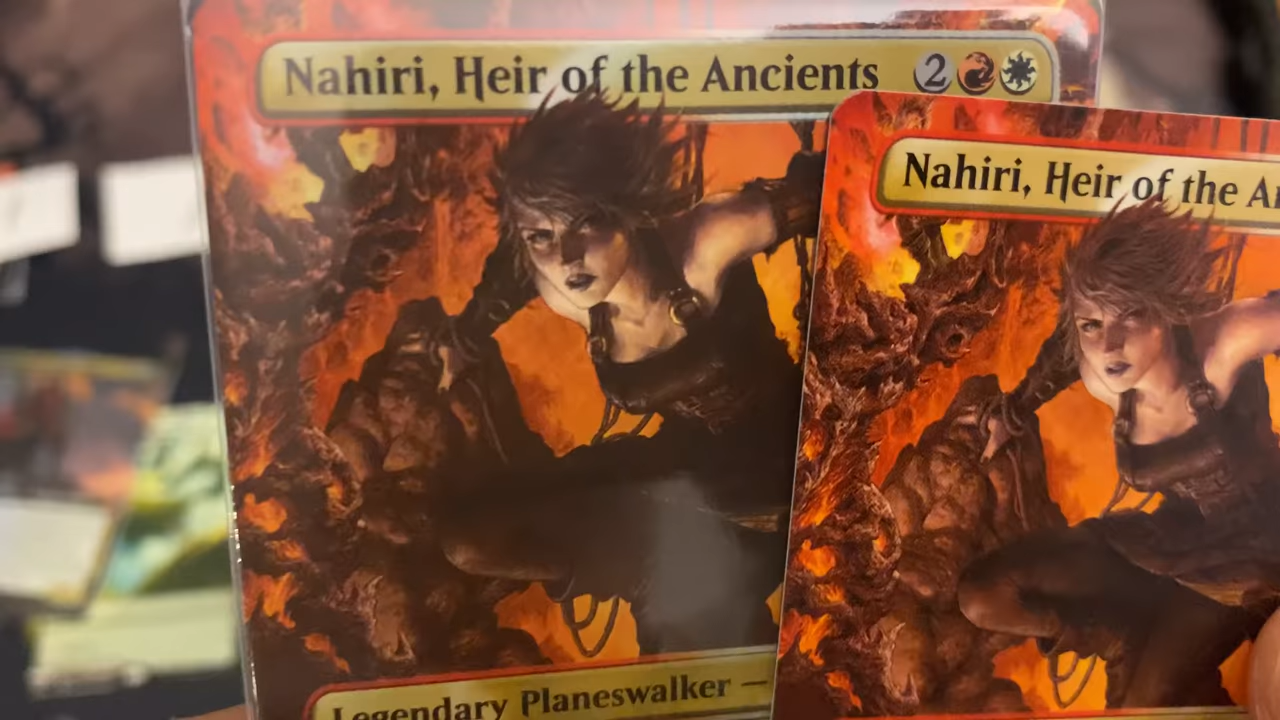 Nahiri, Heir of the Ancients 2
Nahiri, Heir of the
Legendary Planeswalker —